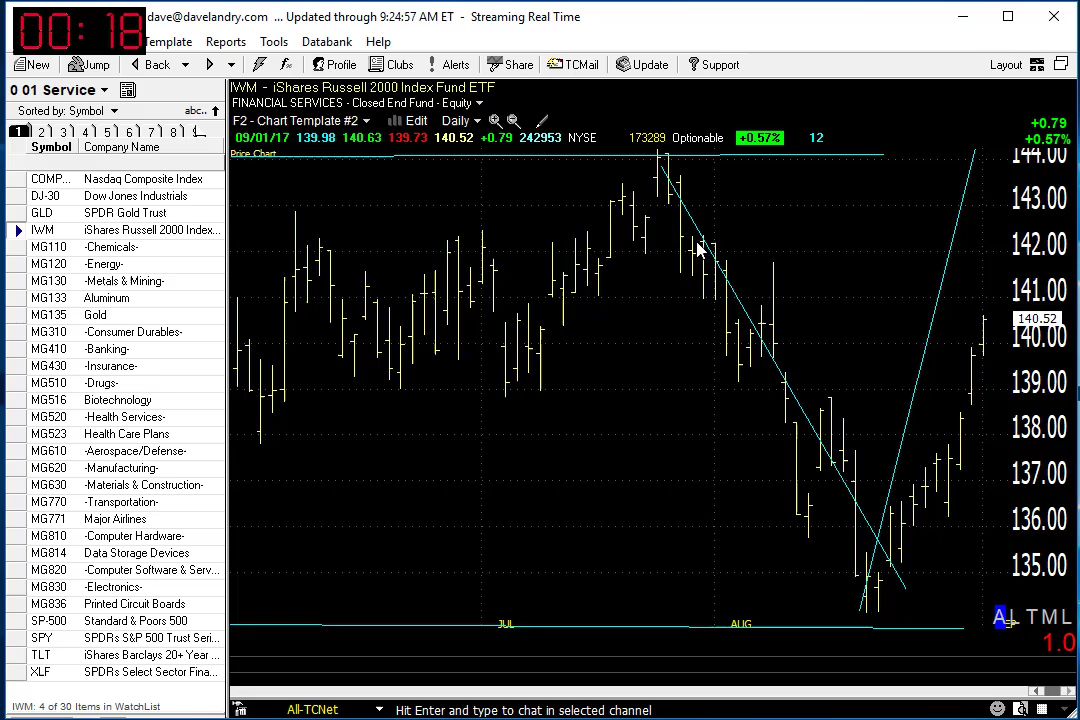 00:18
dave@davelandry.com ... Updated through 9:24:57 AM ET - Streaming Real Time
Template Reports Tools Databank Help
New Jump Back Profile Clubs Alerts Share TCMail Update Support Layout
0 01 Service
Sorted by: Symbol abc..
1 2 3 4 5 6 7 8
Symbol Company Name
COMP... Nasdaq Composite Index
DJ-30 Dow Jones Industrials
GLD SPDR Gold Trust
IWM iShares Russell 2000 Index...
MG110 -Chemicals-
MG120 -Energy-
MG130 -Metals & Mining-
MG133 Aluminum
MG135 Gold
MG310 -Consumer Durables-
MG410 -Banking-
MG430 -Insurance-
MG510 -Drugs-
MG516 Biotechnology
MG520 -Health Services-
MG523 Health Care Plans
MG610 -Aerospace/Defense-
MG620 -Manufacturing-
MG630 -Materials & Construction-
MG770 -Transportation-
MG771 Major Airlines
MG810 -Computer Hardware-
MG814 Data Storage Devices
MG820 -Computer Software & Serv...
MG830 -Electronics-
MG836 Printed Circuit Boards
SP-500 Standard & Poors 500
SPY SPDRs S&P 500 Trust Seri...
TLT iShares Barclays 20+ Year ...
XLF SPDRs Select Sector Fina...
IWM: 4 of 30 Items in WatchList
IWM - iShares Russell 2000 Index Fund ETF
FINANCIAL SERVICES - Closed End Fund - Equity
F2 - Chart Template #2 Edit Daily
09/01/17 139.98 140.63 139.73 140.52 +0.79 242953 NYSE 173289 Optionable +0.57% 12
+0.79
+0.57%
Price Chart
144.00
143.00
142.00
141.00
140.52
140.00
139.00
138.00
137.00
136.00
135.00
JUL AUG
A L T M L
1.0
All-TCNet Hit Enter and type to chat in selected channel